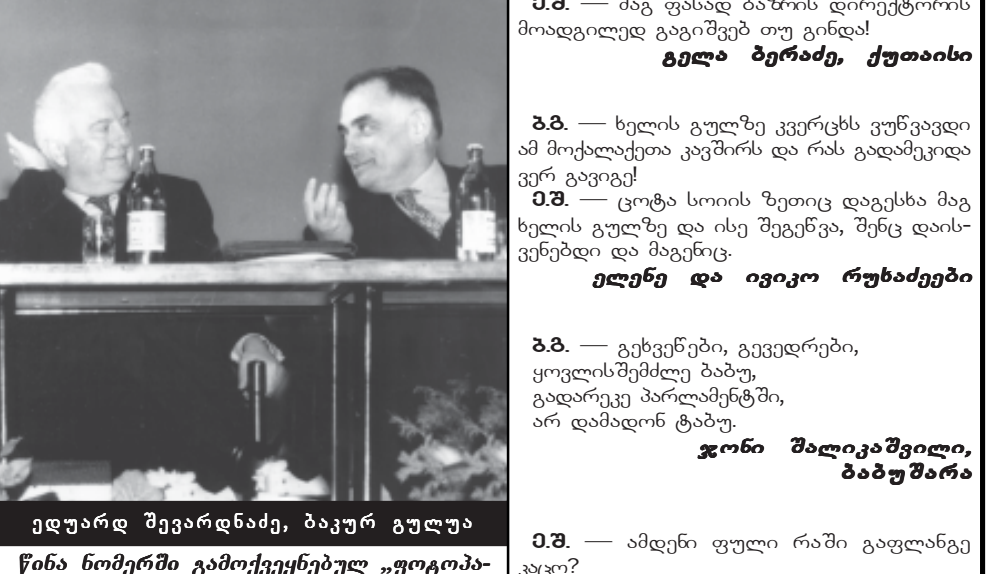 ედუარდ შევარდნაძე, ბაკურ გულუა
წინა ნომერში გამოქვეყნებულ „ფოტოპა-
ე.შ. — მაგ ფასად ბაზრის დირექტორის
მოადგილედ გაგიშვებ თუ გინდა!
გელა ბერაძე, ქუთაისი
ბ.გ. — ხელის გულზე კვერცხს ვუწვავდი
ამ მოქალაქეთა კავშირს და რას გადამეკიდა
ვერ გავიგე!
ე.შ. — ცოტა სოიის ზეთიც დაგესხა მაგ
ხელის გულზე და ისე შეგეწვა, შენც დაის-
ვენებდი და მაგენიც.
ელენე და ივიკო რუხაძეები
ბ.გ. — გეხვეწები, გევედრები,
ყოვლისშემძლე ბაბუ,
გადარეკე პარლამენტში,
არ დამადონ ტაბუ.
ჯონი შალიკაშვილი,
ბაბუშარა
ე.შ. — ამდენი ფული რაში გაფლანგე
კაცო?